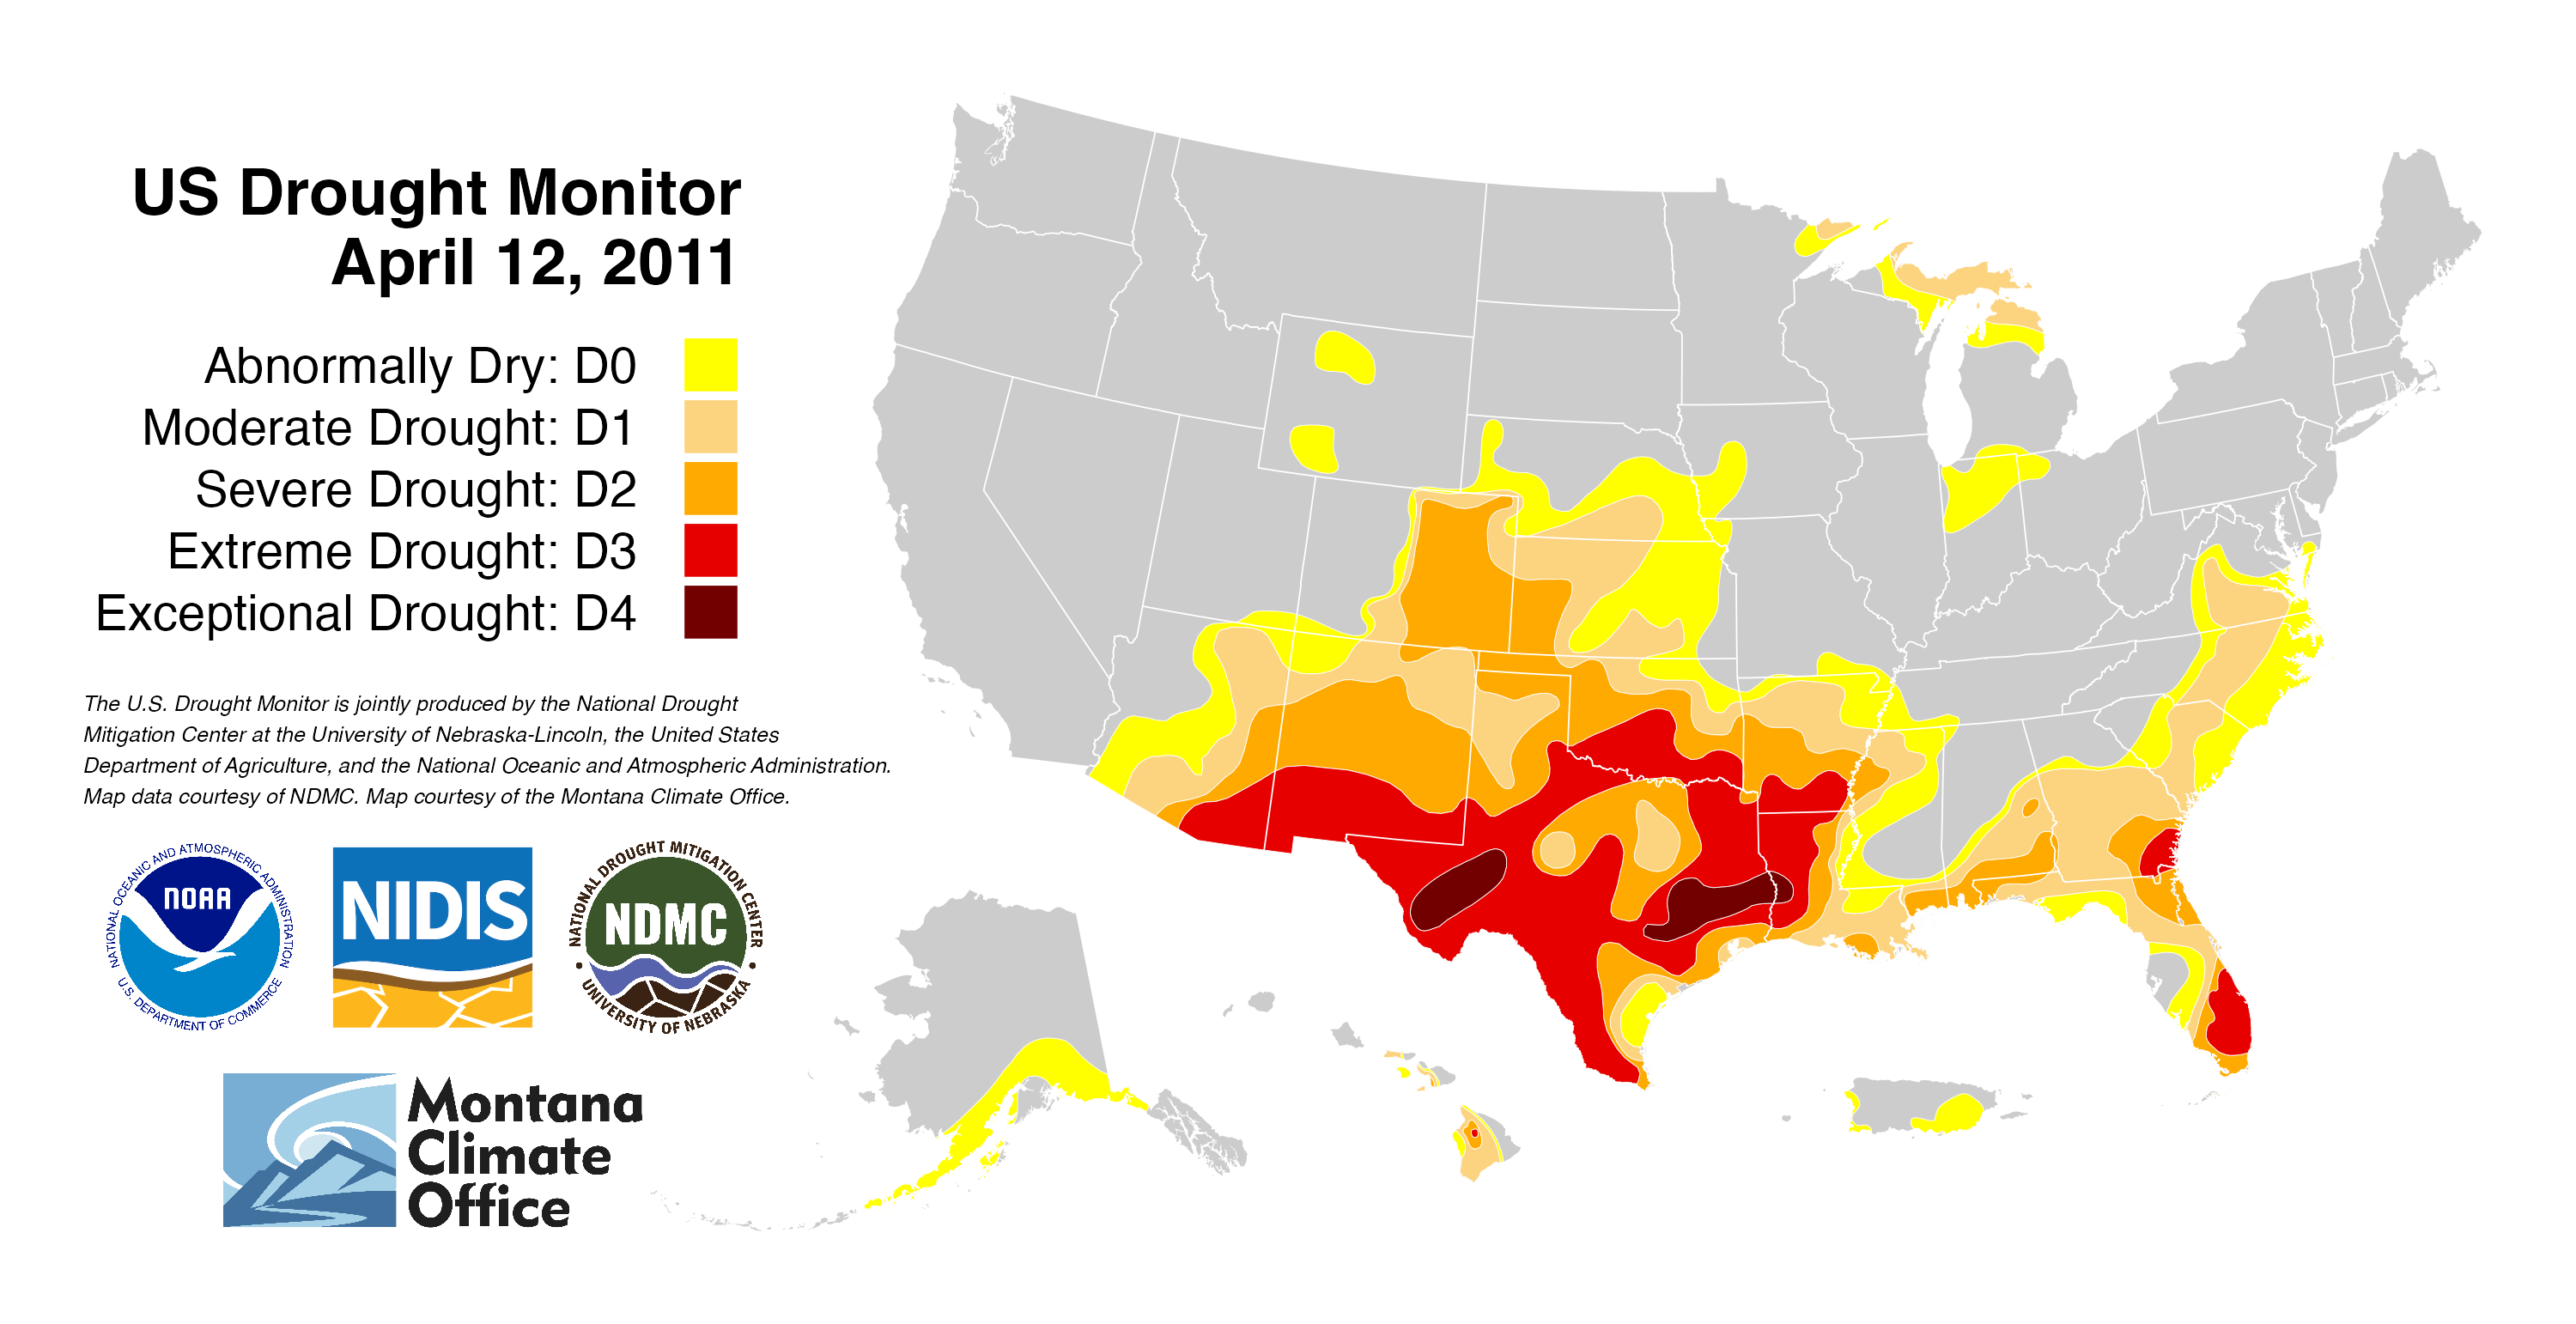 US Drought Monitor
April 12, 2011
Abnormally Dry: D0
Moderate Drought: D1
Severe Drought: D2
Extreme Drought: D3
Exceptional Drought: D4
The U.S. Drought Monitor is jointly produced by the National Drought
Mitigation Center at the University of Nebraska-Lincoln, the United States
Department of Agriculture, and the National Oceanic and Atmospheric Administration.
Map data courtesy of NDMC. Map courtesy of the Montana Climate Office.
NATIONAL OCEANIC AND ATMOSPHERIC ADMINISTRATION
NOAA
U.S. DEPARTMENT OF COMMERCE
NIDIS
NATIONAL DROUGHT MITIGATION CENTER
NDMC
UNIVERSITY OF NEBRASKA
Montana
Climate
Office